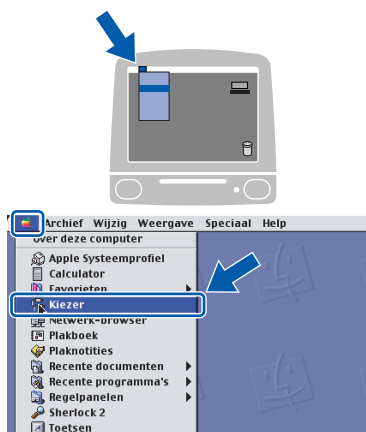 Archief Wijzig Weergave Speciaal Help
Over deze computer
Apple Systeemprofiel
Calculator
Favorieten
Kiezer
Netwerk-browser
Plakboek
Plaknotities
Recente documenten
Recente programma's
Regelpanelen
Sherlock 2
Toetsen